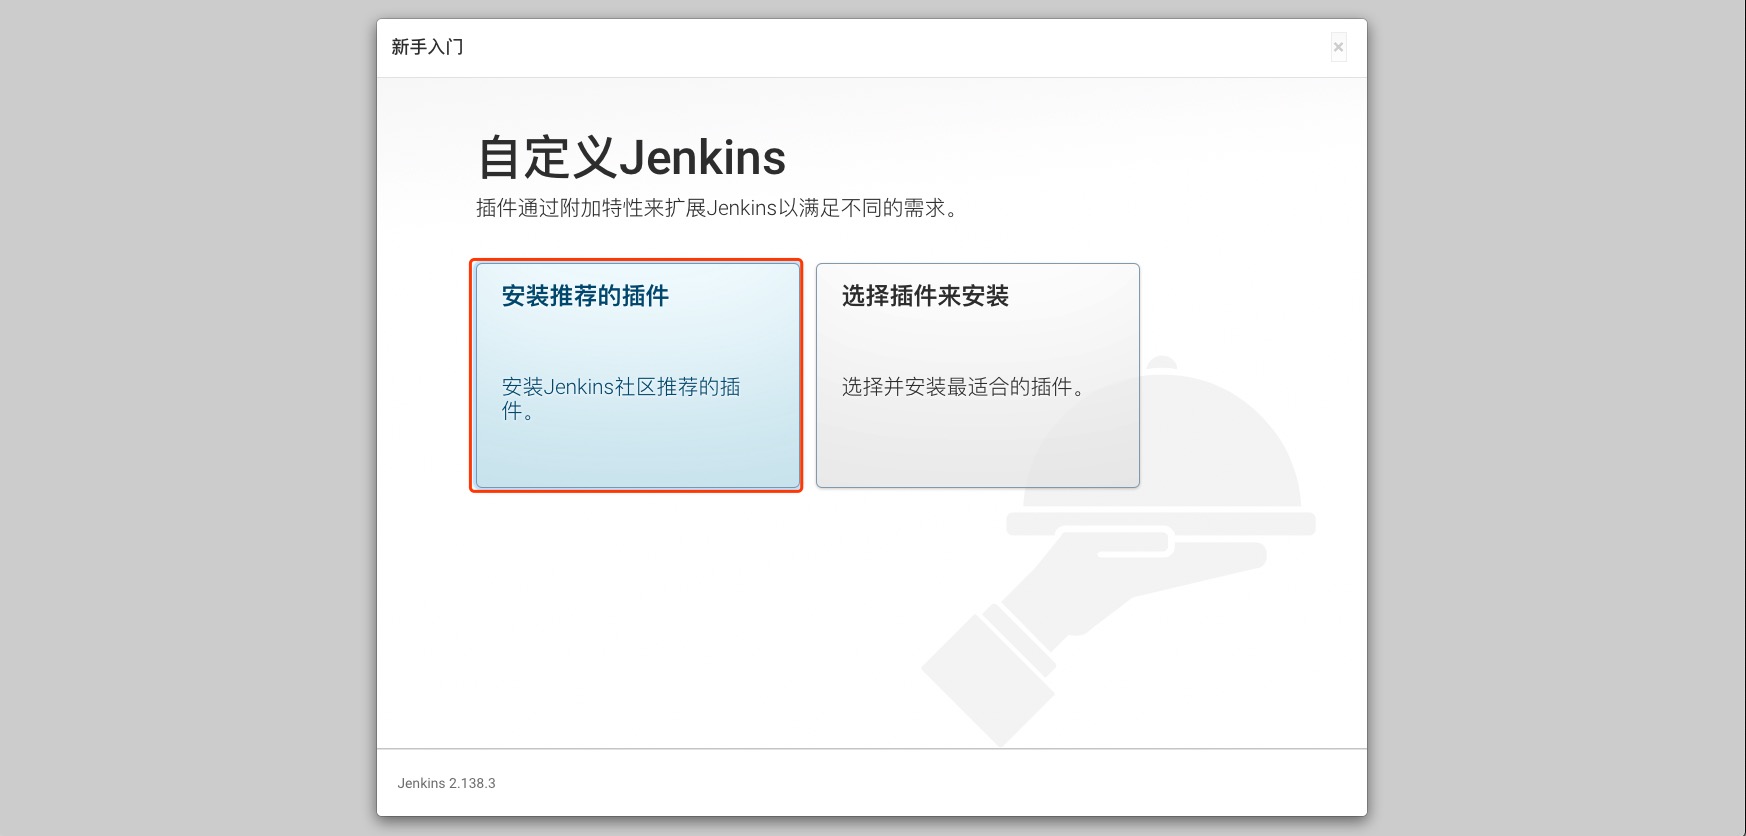 新手入门
×
自定义Jenkins
插件通过附加特性来扩展Jenkins以满足不同的需求。
安装推荐的插件
安装Jenkins社区推荐的插
件。
选择插件来安装
选择并安装最适合的插件。
Jenkins 2.138.3